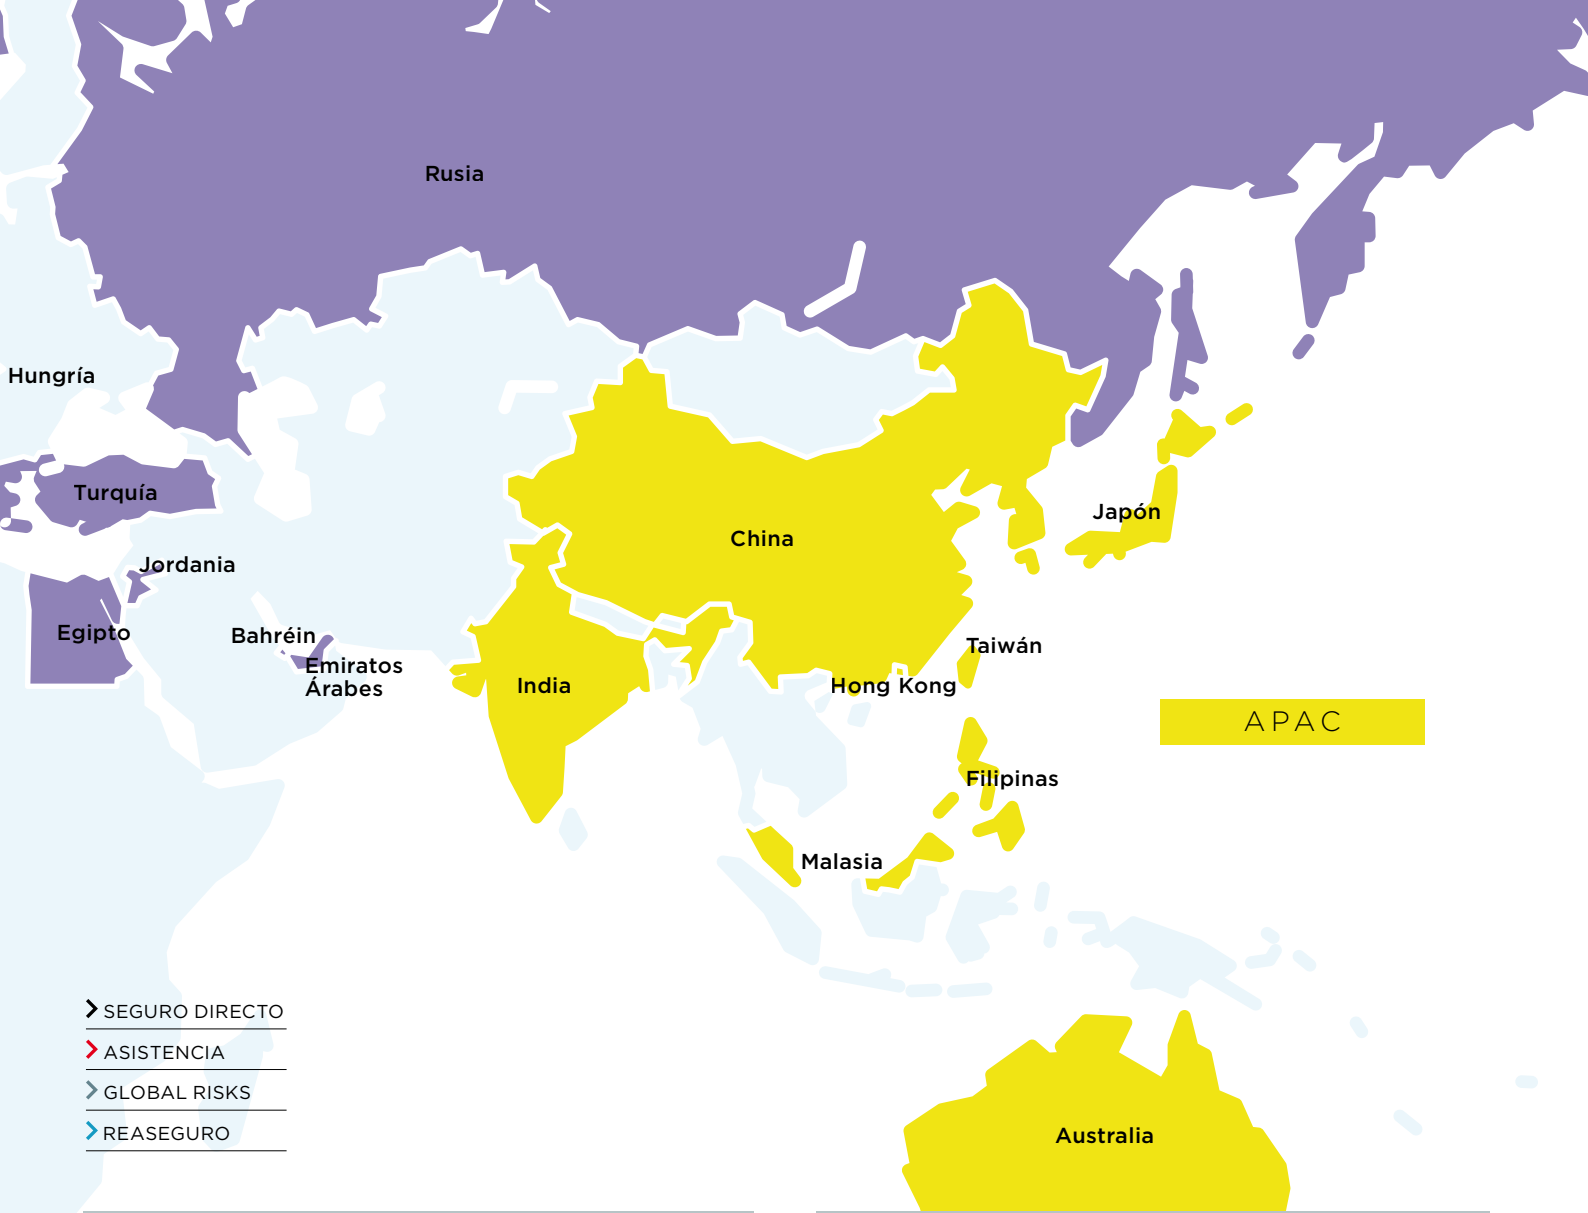 Rusia
Hungría
Turquía
Japón
China
Jordania
Egipto
Bahréin
Taiwán
Emiratos
Árabes
India
Hong Kong
APAC
Filipinas
Malasia
SEGURO DIRECTO
ASISTENCIA
GLOBAL RISKS
REASEGURO
Australia